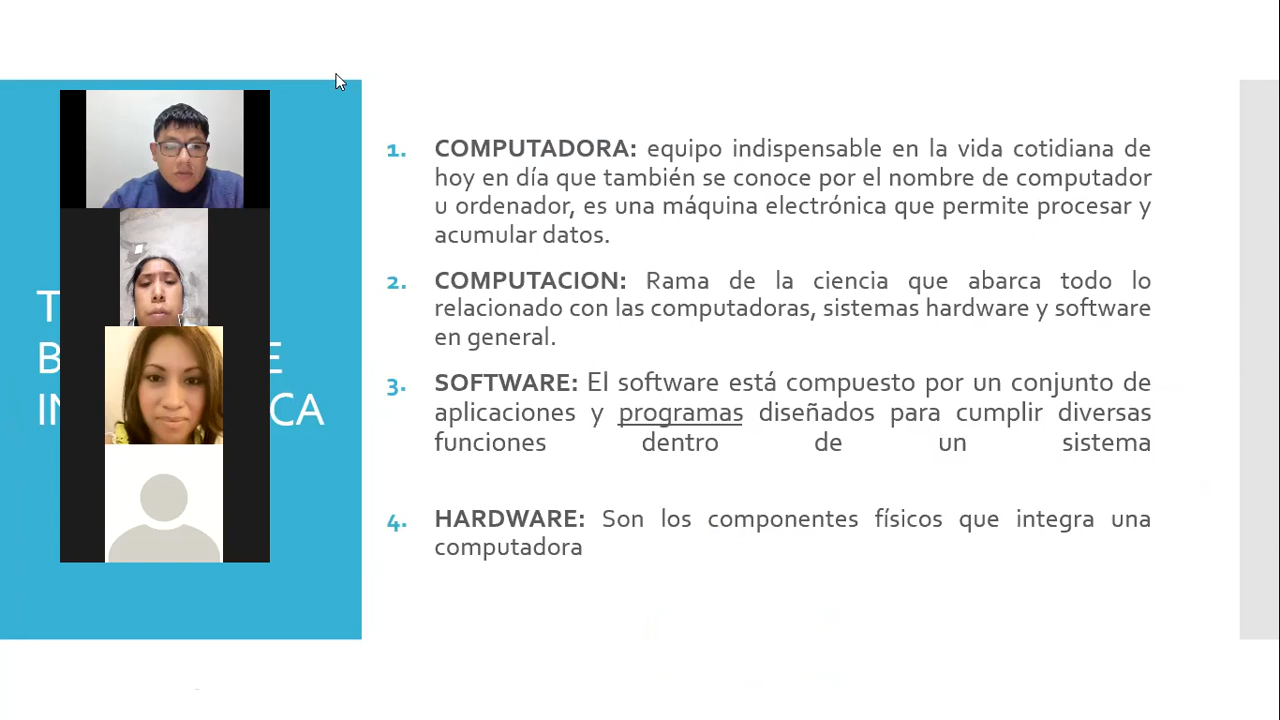 1. COMPUTADORA: equipo indispensable en la vida cotidiana de
hoy en día que también se conoce por el nombre de computador
u ordenador, es una máquina electrónica que permite procesar y
acumular datos.
2. COMPUTACION: Rama de la ciencia que abarca todo lo
relacionado con las computadoras, sistemas hardware y software
en general.
3. SOFTWARE: El software está compuesto por un conjunto de
aplicaciones y programas diseñados para cumplir diversas
funciones dentro de un sistema
4. HARDWARE: Son los componentes físicos que integra una
computadora